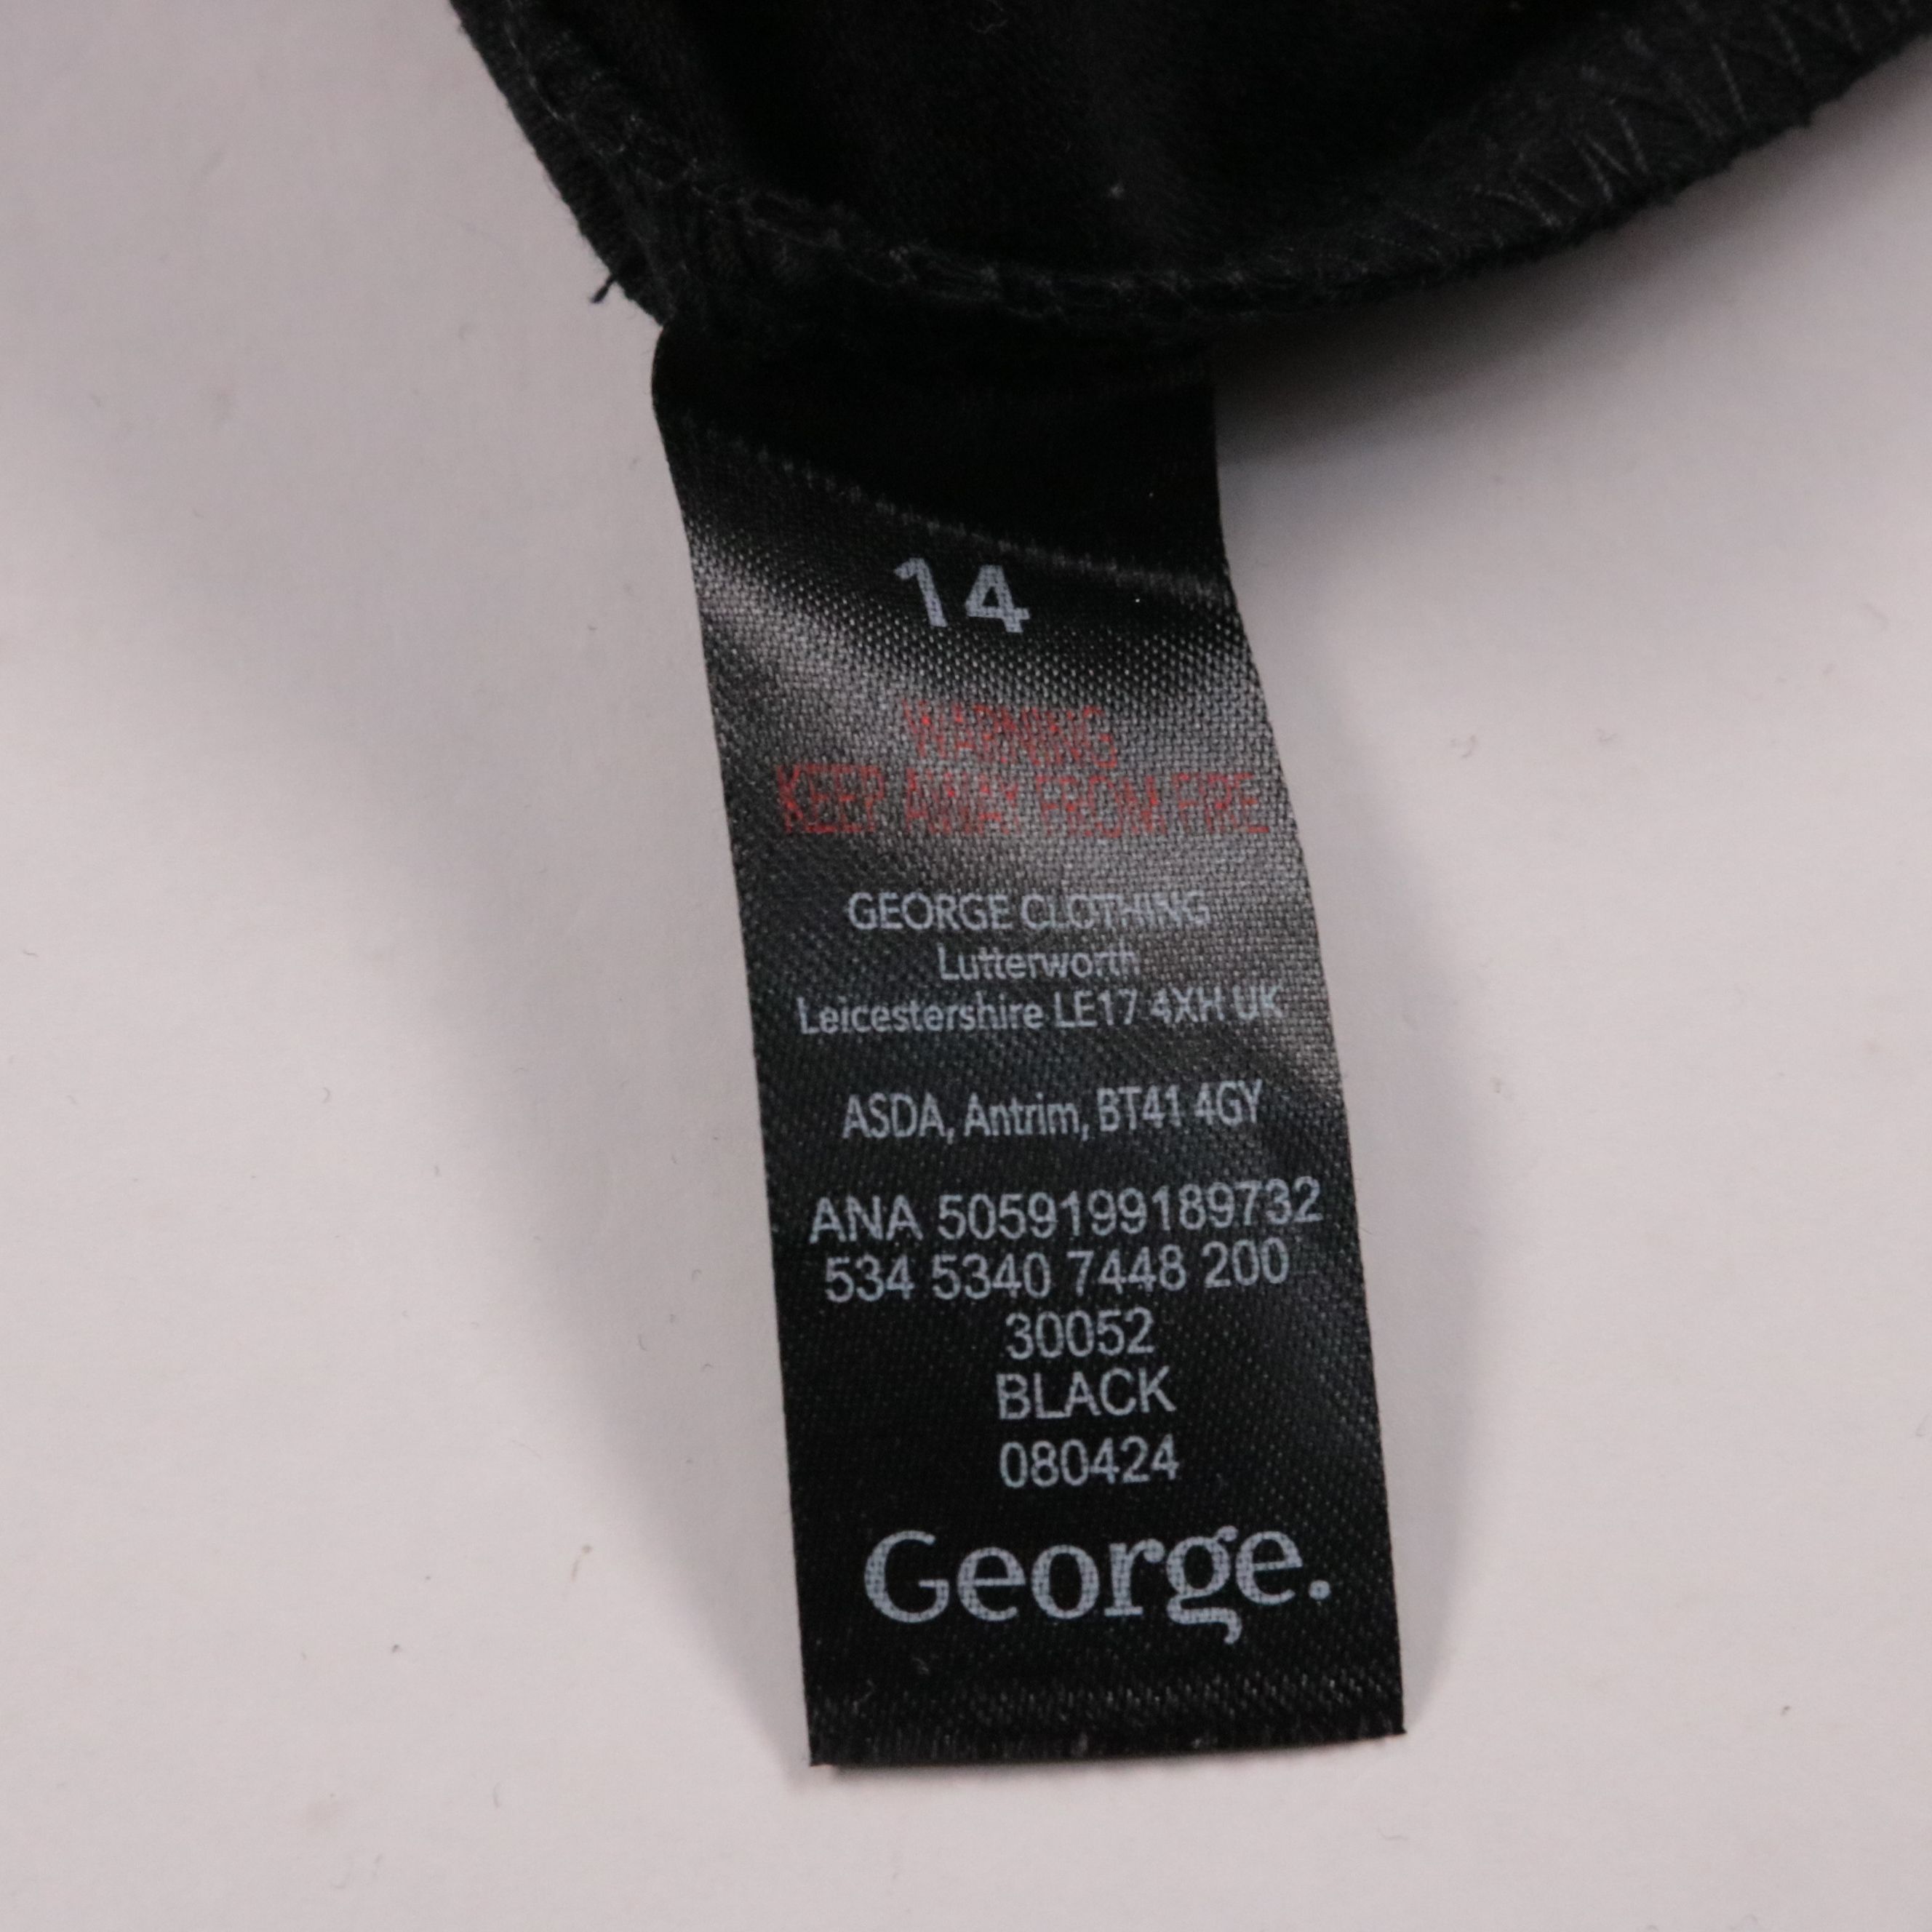 14
WARNING
KEEP AWAY FROM FIRE
GEORGE CLOTHING
Lutterworth
Leicestershire LE17 4XH UK
ASDA, Antrim, BT41 4GY
ANA 5059199189732
534 5340 7448 200
30052
BLACK
080424
George.